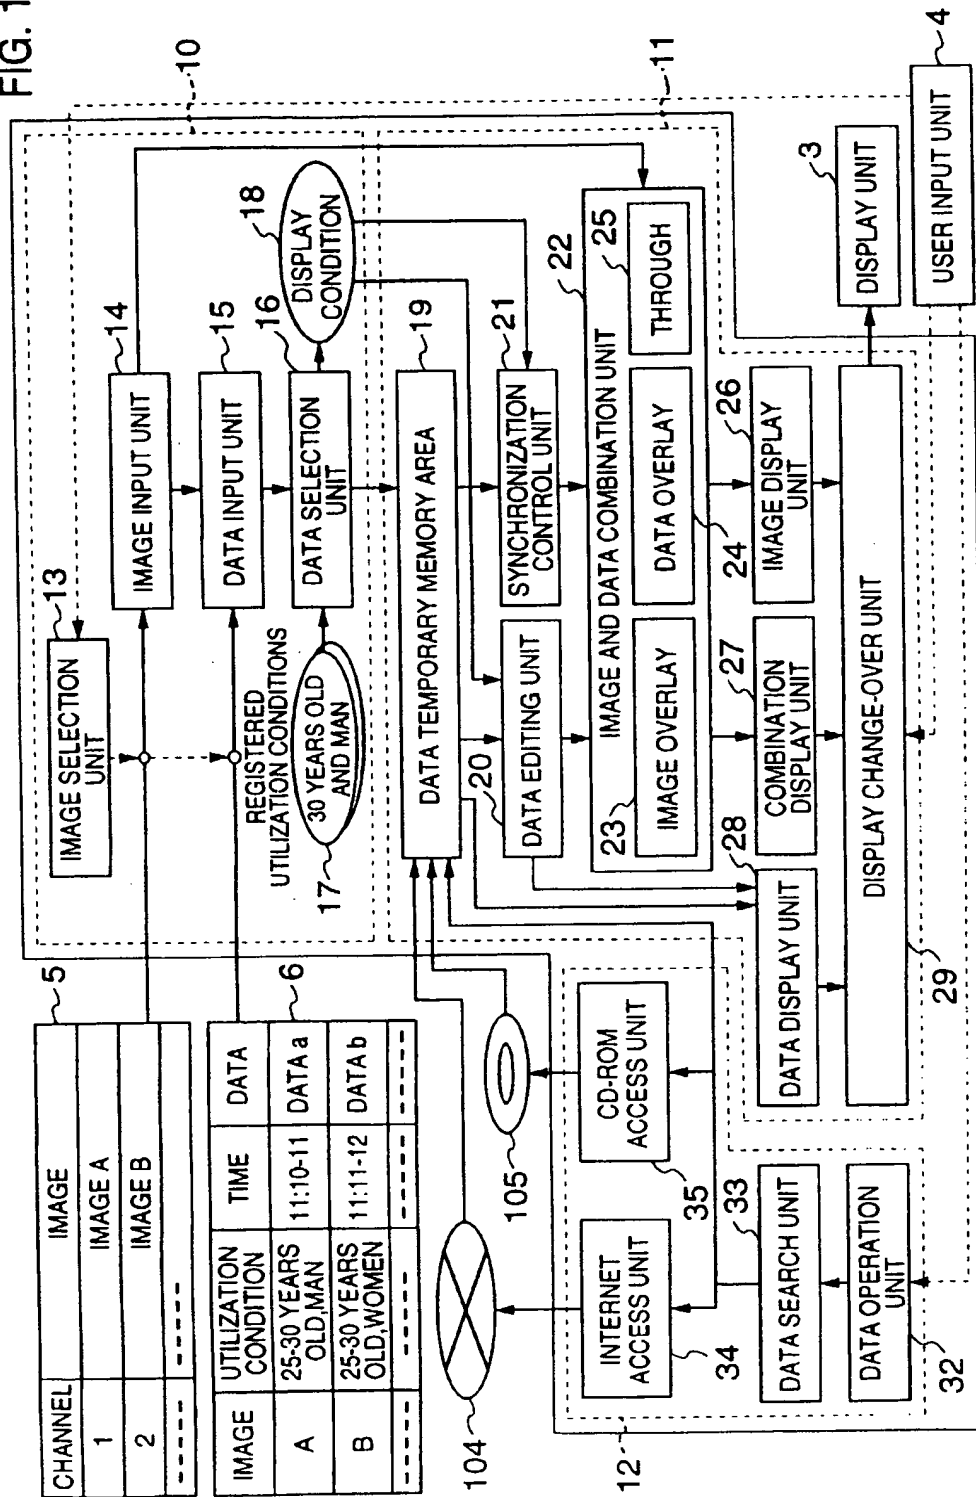 FIG. 1
CHANNEL IMAGE
1 IMAGE A
2 IMAGE B
5
IMAGE UTILIZATION CONDITION TIME DATA
A 25-30 YEARS OLD,MAN 11:10-11 DATA a
B 25-30 YEARS OLD,WOMEN 11:11-12 DATA b
6
10
IMAGE SELECTION
UNIT
13
IMAGE INPUT UNIT
14
DATA INPUT UNIT
15
REGISTERED
UTILIZATION CONDITIONS
30 YEARS OLD
AND MAN
17
DATA SELECTION
UNIT
16
DISPLAY
CONDITION
18
11
DATA TEMPORARY MEMORY AREA
19
20
DATA EDITING UNIT
SYNCHRONIZATION
CONTROL UNIT
21
IMAGE AND DATA COMBINATION UNIT
22
23
IMAGE OVERLAY
DATA OVERLAY
24
THROUGH
25
DATA DISPLAY UNIT
28
COMBINATION
DISPLAY UNIT
27
IMAGE DISPLAY
UNIT
26
DISPLAY CHANGE-OVER UNIT
29
DISPLAY UNIT
3
USER INPUT UNIT
4
104
105
12
INTERNET
ACCESS UNIT
34
CD-ROM
ACCESS UNIT
35
DATA SEARCH UNIT
33
DATA OPERATION
UNIT
32